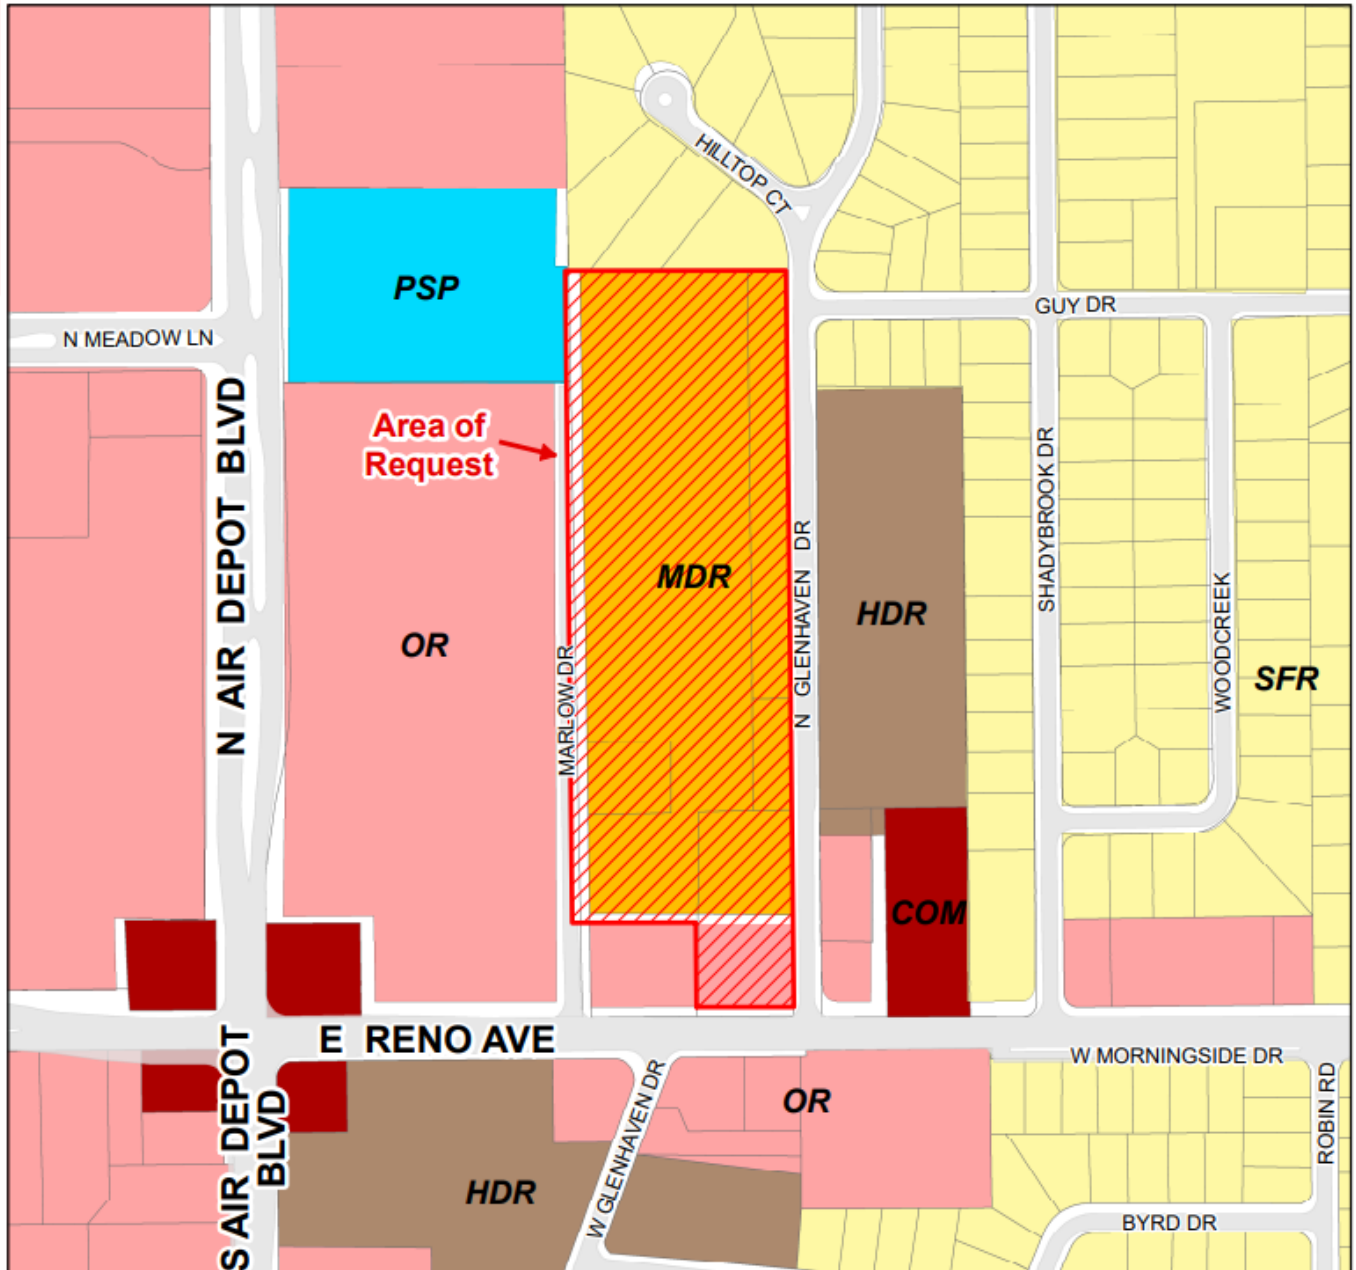 HILLTOP CT
PSP
GUY DR
N MEADOW LN
Area of
Request
N AIR DEPOT BLVD
MDR
HDR
OR
MARLOW DR
N GLENHAVEN DR
SHADYBROOK DR
WOODCREEK
SFR
COM
E RENO AVE
W MORNINGSIDE DR
S AIR DEPOT
BLVD
OR
W GLENHAVEN DR
HDR
ROBIN RD
BYRD DR